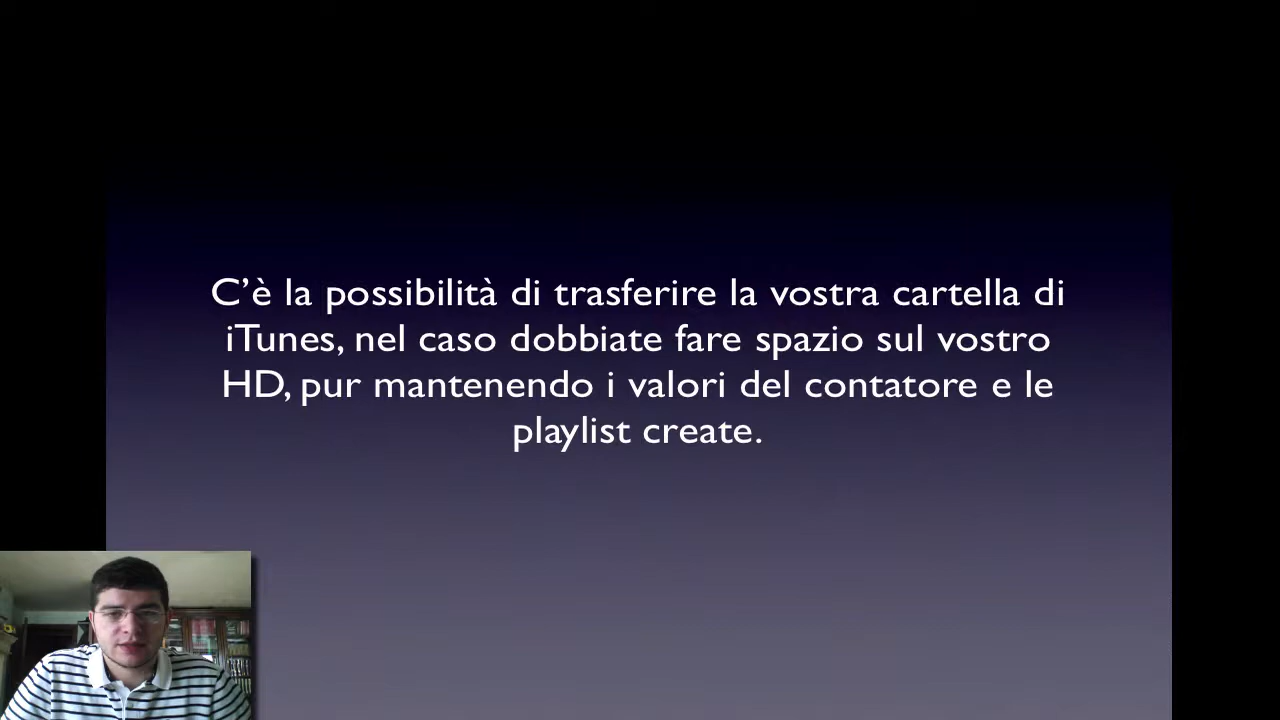 C’è la possibilità di trasferire la vostra cartella di
iTunes, nel caso dobbiate fare spazio sul vostro
HD, pur mantenendo i valori del contatore e le
playlist create.